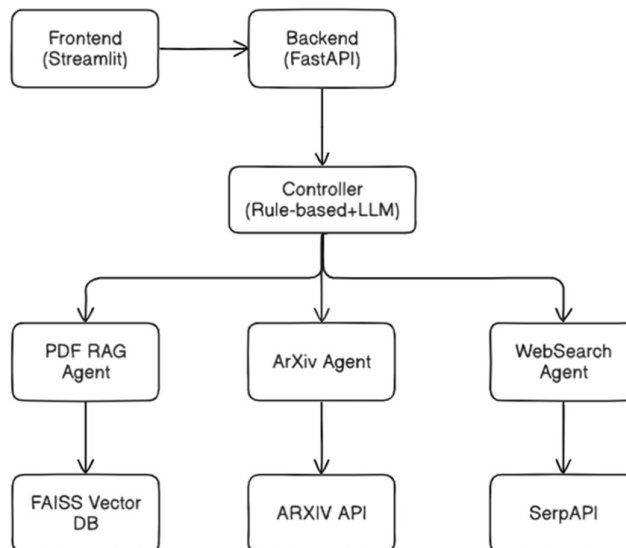 Frontend
(Streamlit)
Backend
(FastAPI)
Controller
(Rule-based+LLM)
PDF RAG
Agent
ArXiv Agent
WebSearch
Agent
FAISS Vector
DB
ARXIV API
SerpAPI